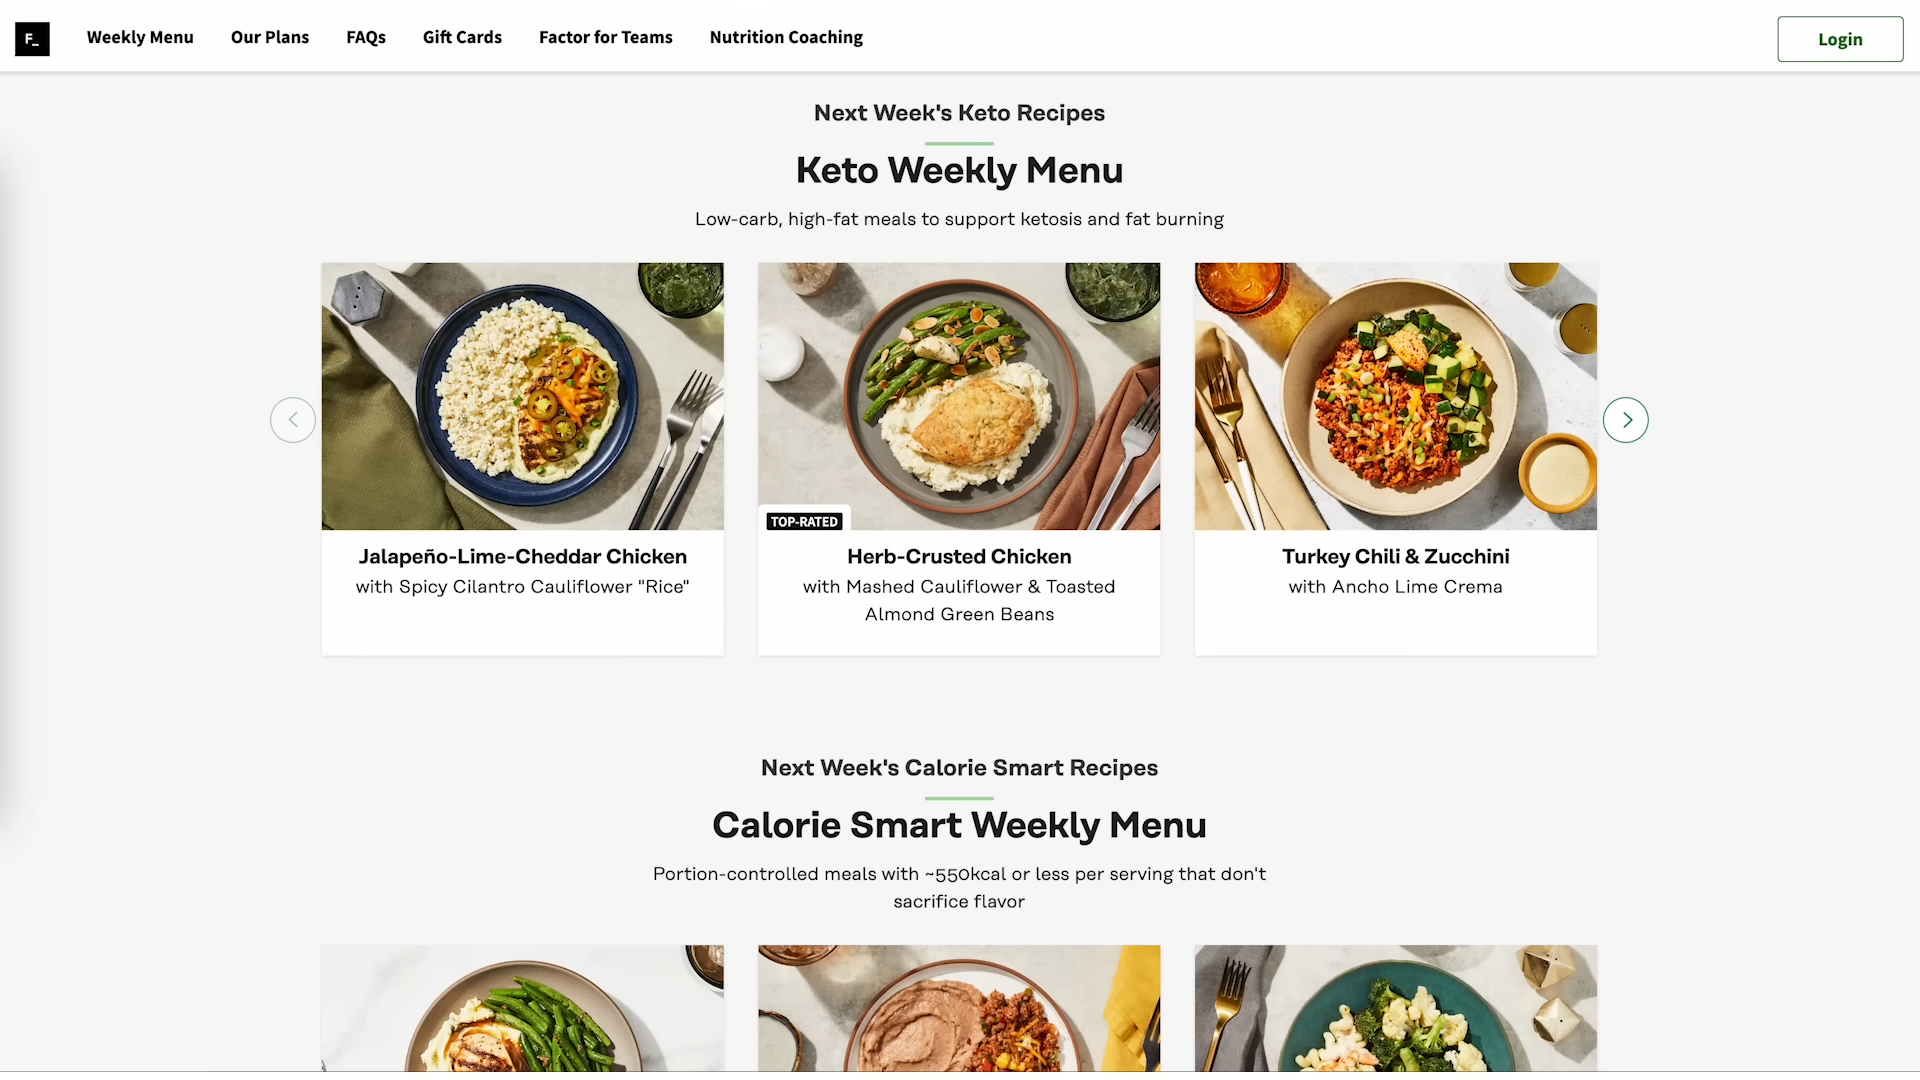 F_
Weekly Menu
Our Plans
FAQs
Gift Cards
Factor for Teams
Nutrition Coaching
Login
Next Week's Keto Recipes
Keto Weekly Menu
Low-carb, high-fat meals to support ketosis and fat burning
TOP-RATED
Jalapeño-Lime-Cheddar Chicken
with Spicy Cilantro Cauliflower "Rice"
Herb-Crusted Chicken
with Mashed Cauliflower & Toasted
Almond Green Beans
Turkey Chili & Zucchini
with Ancho Lime Crema
Next Week's Calorie Smart Recipes
Calorie Smart Weekly Menu
Portion-controlled meals with ~550kcal or less per serving that don't
sacrifice flavor